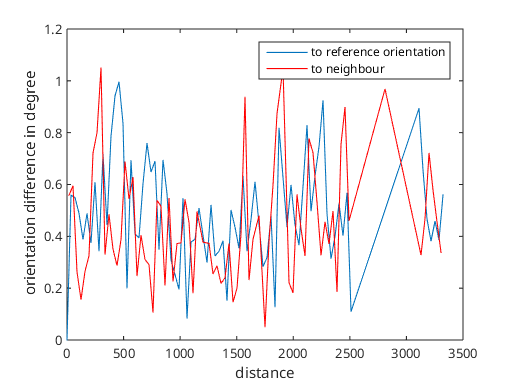 1.2
to reference orientation
to neighbour
1
0.8
0.6
0.4
0.2
0
orientation difference in degree
0 500 1000 1500 2000 2500 3000 3500
distance